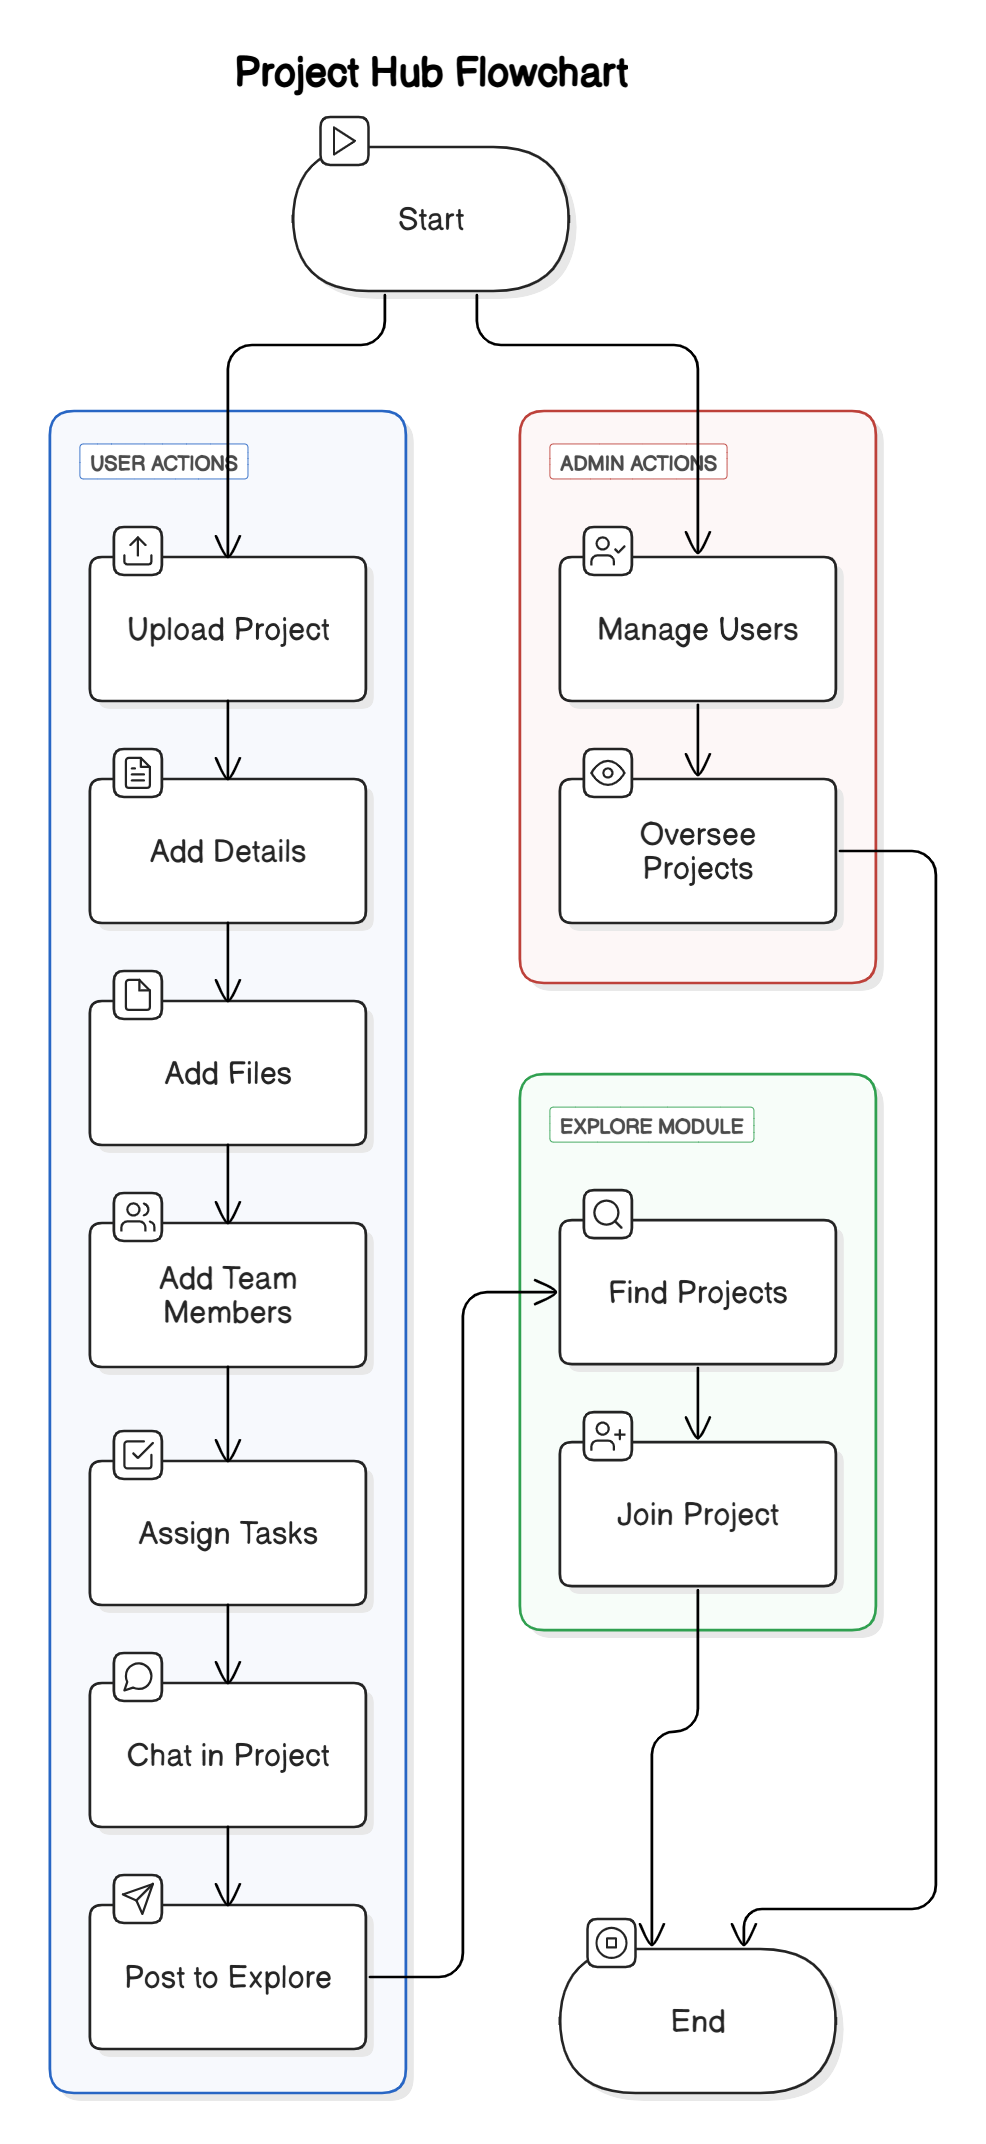 Project Hub Flowchart
Start
USER ACTIONS
Upload Project
Add Details
Add Files
Add Team
Members
Assign Tasks
Chat in Project
Post to Explore
ADMIN ACTIONS
Manage Users
Oversee
Projects
EXPLORE MODULE
Find Projects
Join Project
End